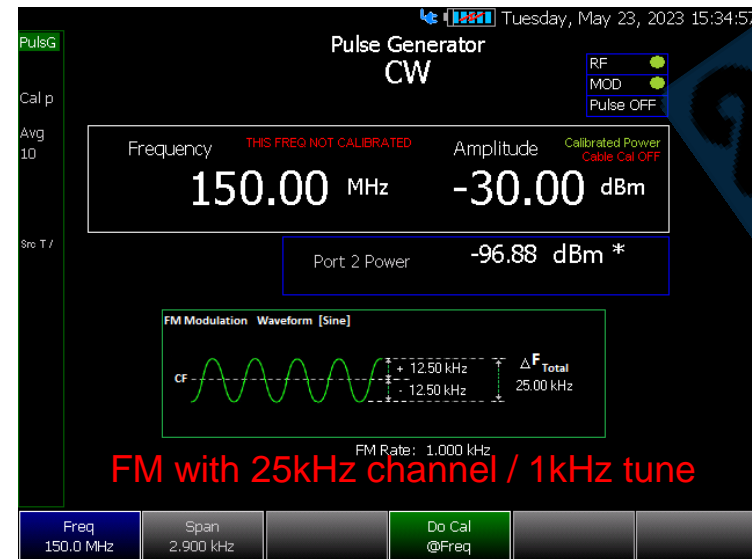 Tuesday, May 23, 2023 15:34:57
PulsG
Pulse Generator
CW
RF
MOD
Pulse OFF
Cal p
Avg
10
Frequency THIS FREQ NOT CALIBRATED Amplitude Calibrated Power
Cable Cal OFF
150.00 MHz -30.00 dBm
Src T /
Port 2 Power -96.88 dBm *
FM Modulation Waveform [Sine]
CF
+ 12.50 kHz
- 12.50 kHz
△F Total
25.00 kHz
FM Rate: 1.000 kHz
FM with 25kHz channel / 1kHz tune
Freq Span Do Cal
150.0 MHz 2.900 kHz @Freq